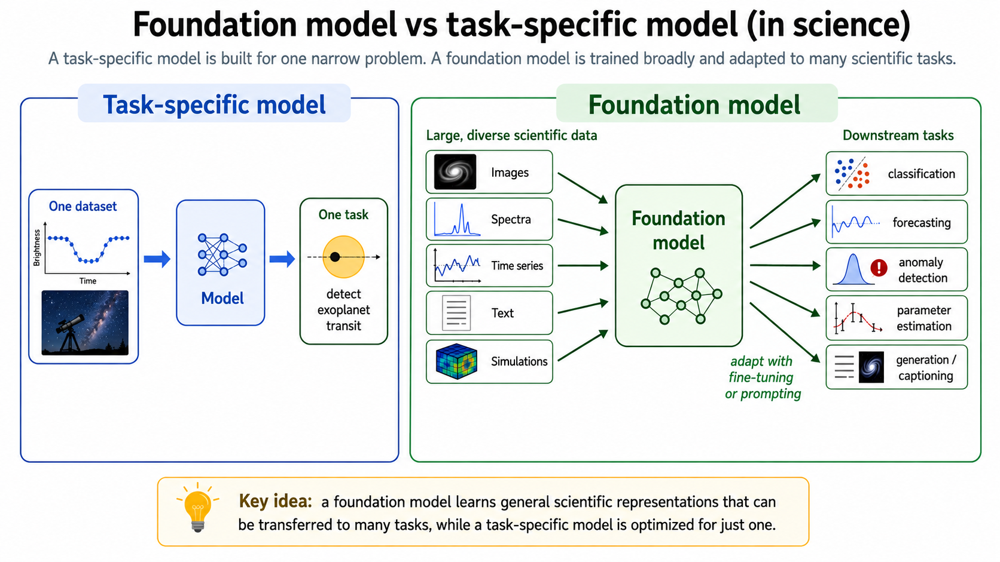 Foundation model vs task-specific model (in science)
A task-specific model is built for one narrow problem. A foundation model is trained broadly and adapted to many scientific tasks.
Task-specific model
One dataset
Brightness
Time
Model
One task
detect
exoplanet
transit
Foundation model
Large, diverse scientific data
Images
Spectra
Time series
Text
Simulations
Foundation
model
adapt with
fine-tuning
or prompting
Downstream tasks
classification
forecasting
anomaly
detection
!
parameter
estimation
generation /
captioning
Key idea: a foundation model learns general scientific representations that can
be transferred to many tasks, while a task-specific model is optimized for just one.